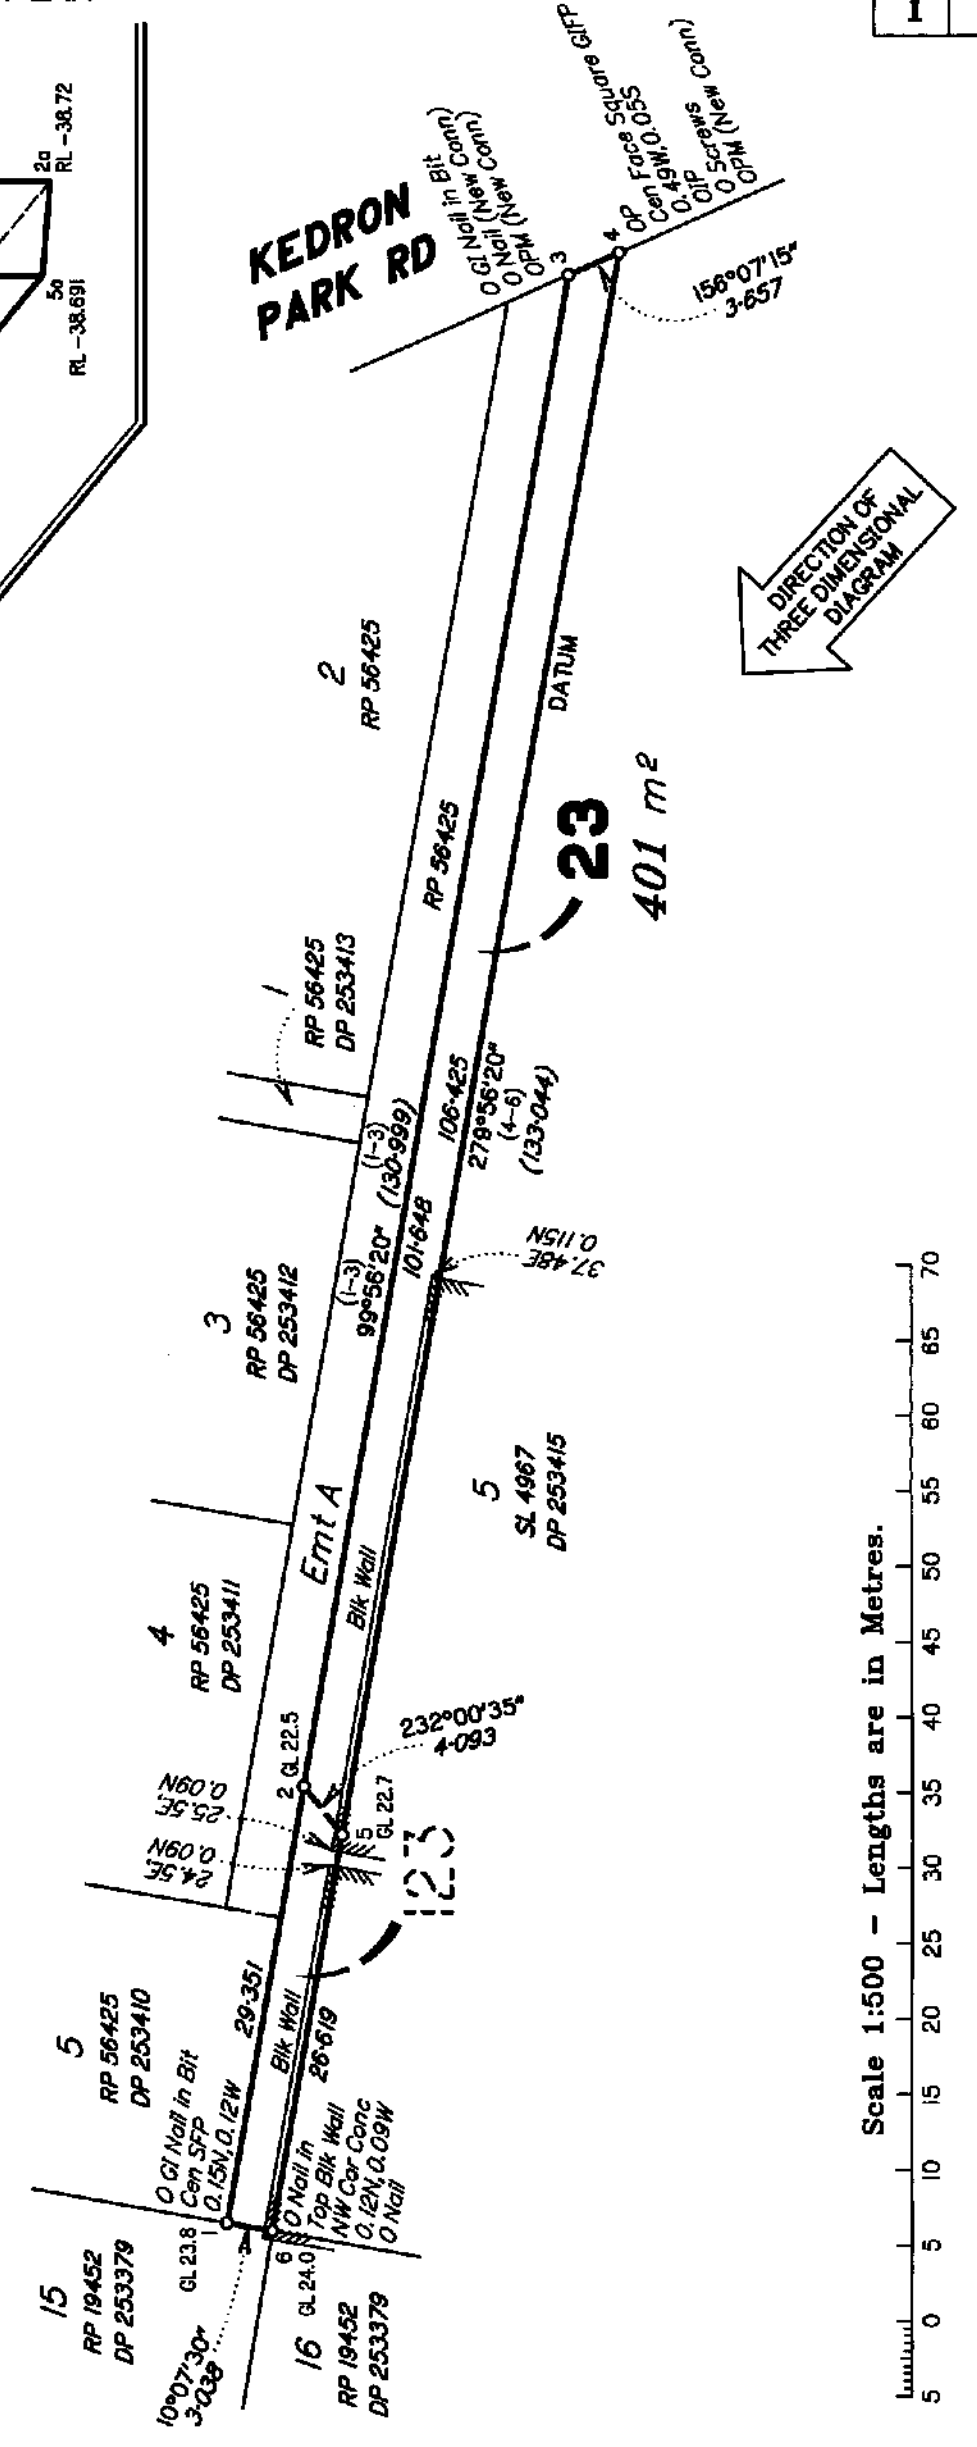 2a
RL -38.72
5a
RL -38.691
I
KEDRON
PARK RD
O GI Nail in Bit
O Nail (New Conn)
OPM (New Conn)
3
4
OP
Cen Face Square GIFP
0.49W,0.05S
OIP
O Screws
OPM (New Conn)
156°07'15"
3·657
DIRECTION OF
THREE DIMENSIONAL
DIAGRAM
2
RP 56425
DATUM
RP 56425
23
401 m²
1
RP 56425
DP 253413
(1-3)
(130·999)
(1-3)
99°56'20"
101·648
106·425
279°56'20"
(4-6)
(133·044)
37.48E
0.115N
3
RP 56425
DP 253412
5
SL 4967
DP 253415
Emt A
Blk Wall
4
RP 56425
DP 253411
2
GL 22.5
232°00'35"
4·093
25.5E
0.09N
24.5E
0.09N
5
GL 22.7
123
5
RP 56425
DP 253410
29·351
Blk Wall
26·619
O GI Nail in Bit
Cen SFP
0.15N,0.12W
O Nail in
Top Blk Wall
NW Cor Conc
0.12N,0.09W
O Nail
GL 23.8
1
6
GL 24.0
15
RP 19452
DP 253379
16
RP 19452
DP 253379
10°07'30"
3·038
Scale 1:500 – Lengths are in Metres.
5 0 5 10 15 20 25 30 35 40 45 50 55 60 65 70